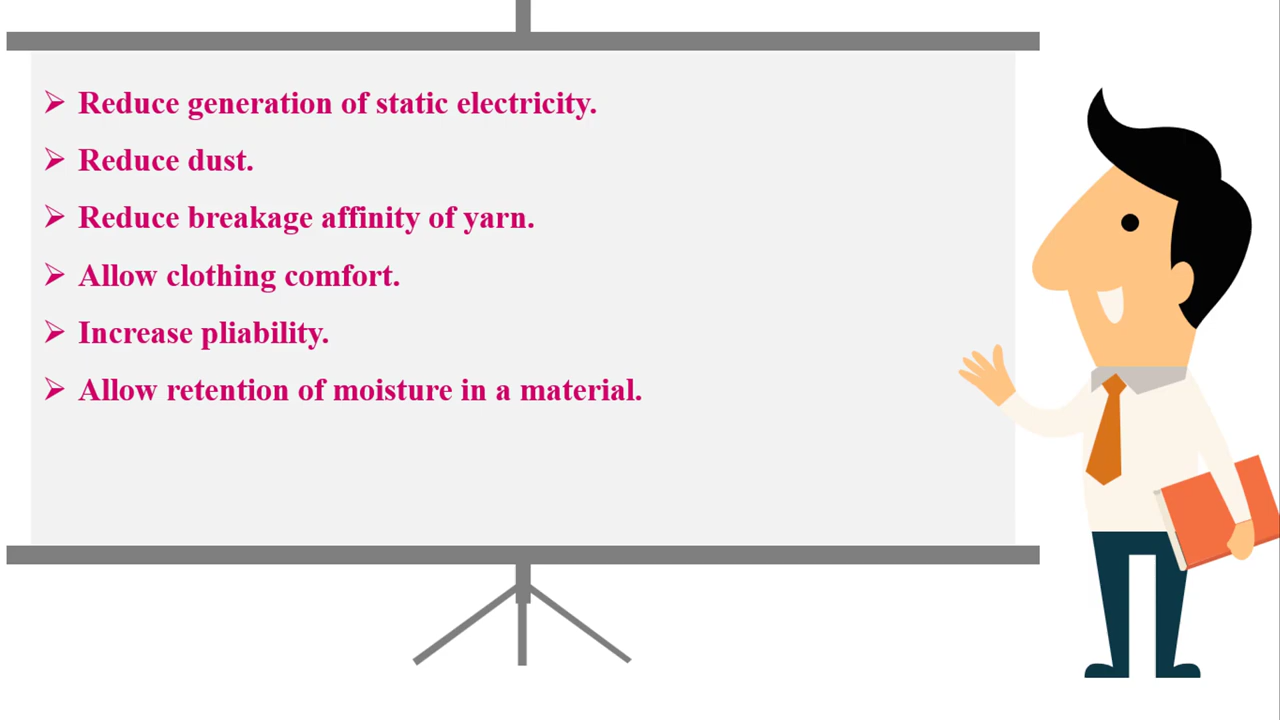 Reduce generation of static electricity.
Reduce dust.
Reduce breakage affinity of yarn.
Allow clothing comfort.
Increase pliability.
Allow retention of moisture in a material.